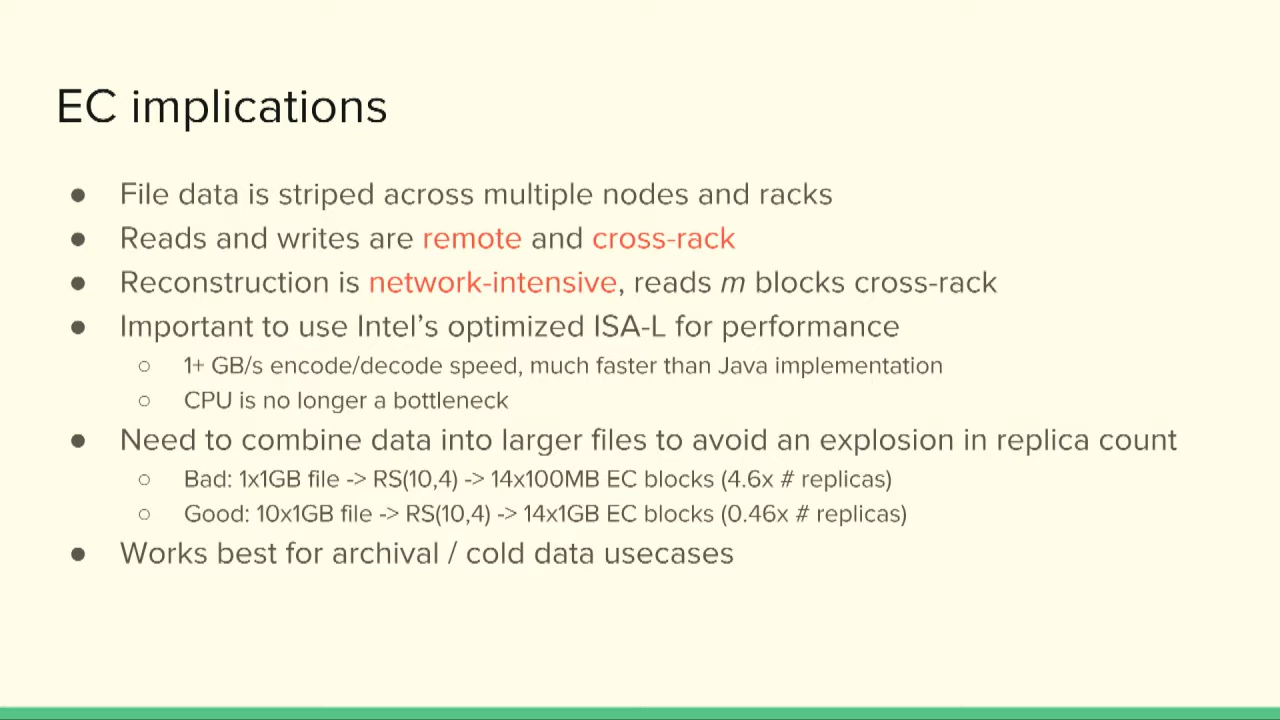 EC implications
● File data is striped across multiple nodes and racks
● Reads and writes are remote and cross-rack
● Reconstruction is network-intensive, reads m blocks cross-rack
● Important to use Intel's optimized ISA-L for performance
○ 1+ GB/s encode/decode speed, much faster than Java implementation
○ CPU is no longer a bottleneck
● Need to combine data into larger files to avoid an explosion in replica count
○ Bad: 1x1GB file -> RS(10,4) -> 14x100MB EC blocks (4.6x # replicas)
○ Good: 10x1GB file -> RS(10,4) -> 14x1GB EC blocks (0.46x # replicas)
● Works best for archival / cold data usecases